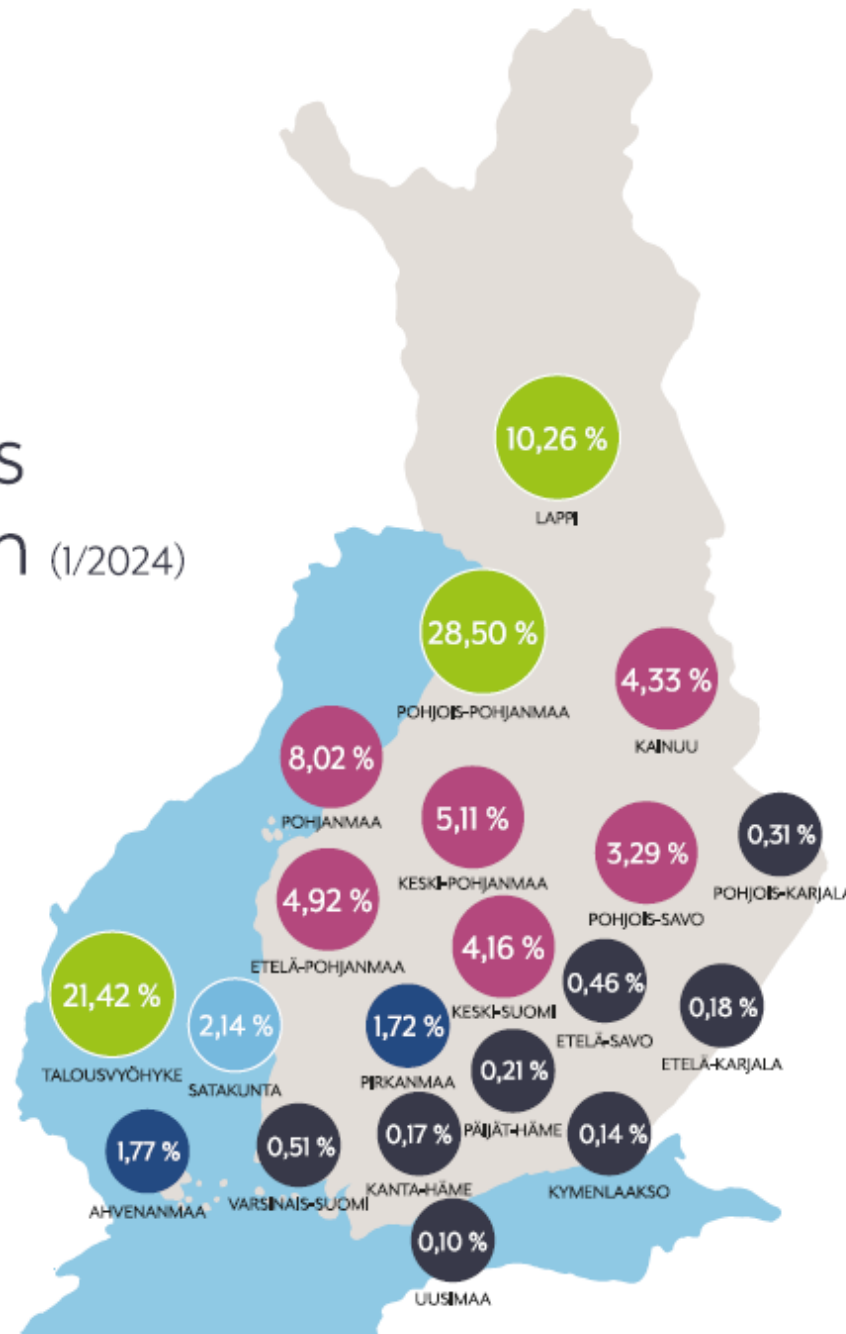 s
n (1/2024)
10,26 %
LAPPI
28,50 %
POHJOIS-POHJANMAA
4,33 %
KAINUU
8,02 %
POHJANMAA
5,11 %
KESKI-POHJANMAA
3,29 %
POHJOIS-SAVO
0,31 %
POHJOIS-KARJALA
4,92 %
ETELÄ-POHJANMAA
4,16 %
KESKI-SUOMI
0,46 %
ETELÄ-SAVO
0,18 %
ETELÄ-KARJALA
21,42 %
TALOUSVYÖHYKE
2,14 %
SATAKUNTA
1,72 %
PIRKANMAA
0,21 %
PÄIJÄT-HÄME
1,77 %
AHVENANMAA
0,51 %
VARSINAIS-SUOMI
0,17 %
KANTA-HÄME
0,14 %
KYMENLAAKSO
0,10 %
UUSIMAA